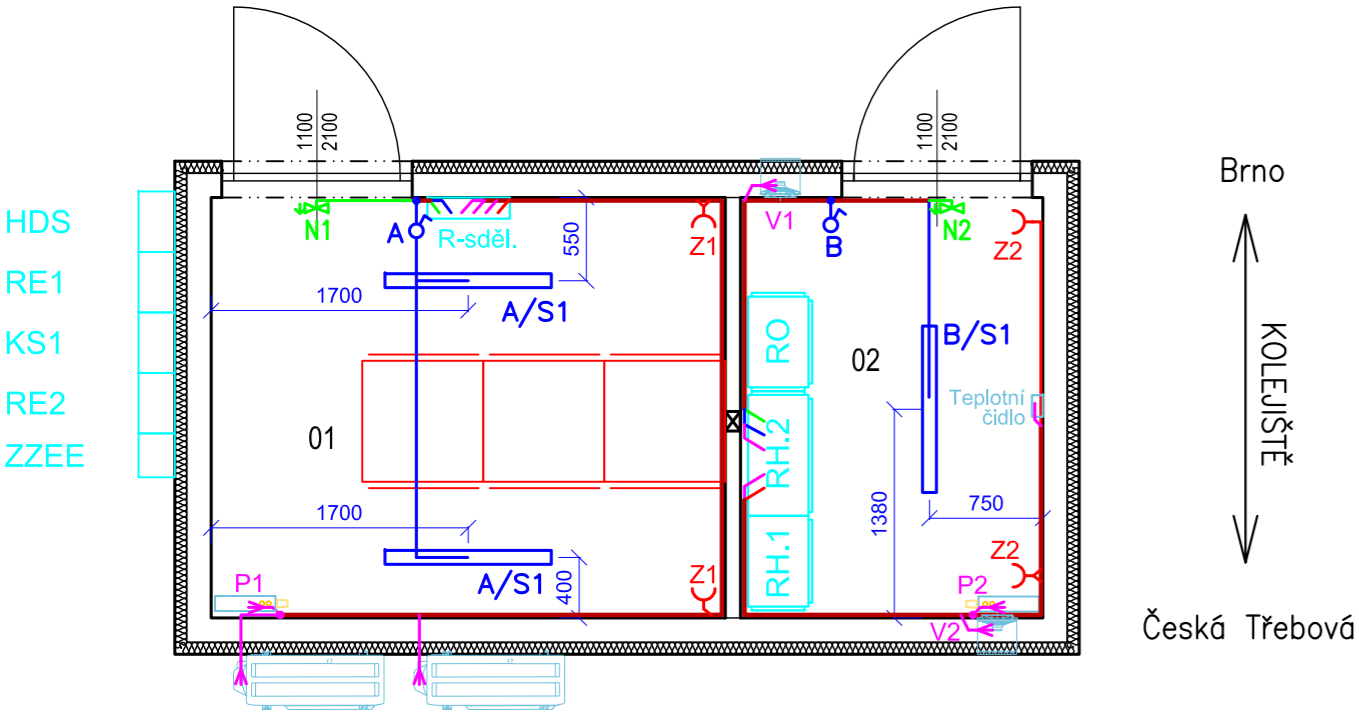 1100
2100
1100
2100
Brno
HDS
RE1
KS1
RE2
ZZEE
N1
A
R-sděl.
550
Z1
V1
B
N2
Z2
1700
A/S1
RO
02
B/S1
Teplotní
čidlo
KOLEJIŠTĚ
01
RH.2
1700
1380
750
P1
A/S1
400
Z1
RH.1
Z2
P2
V2
Česká Třebová